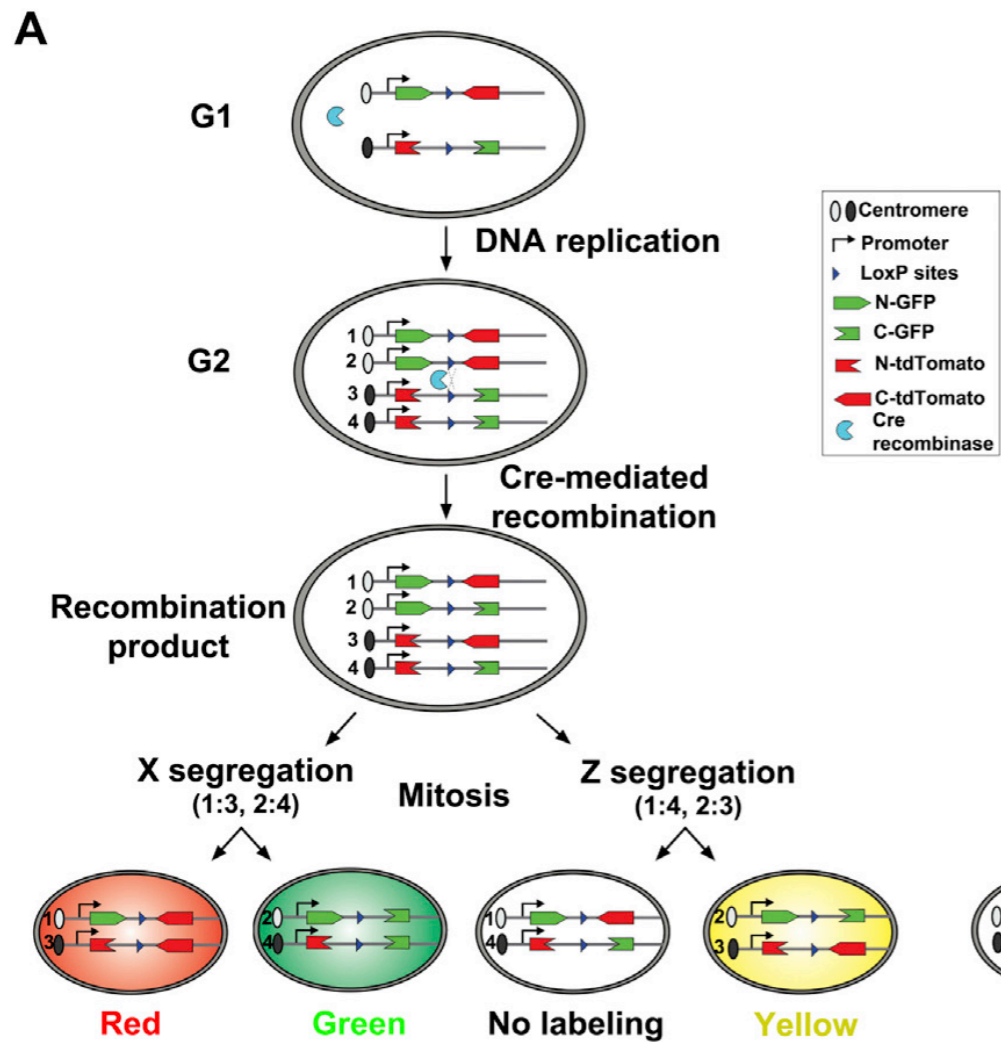 A
G1
DNA replication
G2
1
2
3
4
Cre-mediated
recombination
Recombination
product
1
2
3
4
X segregation
(1:3, 2:4)
Mitosis
Z segregation
(1:4, 2:3)
1
3
2
4
1
4
2
3
Red
Green
No labeling
Yellow
Centromere
Promoter
LoxP sites
N-GFP
C-GFP
N-tdTomato
C-tdTomato
Cre
recombinase